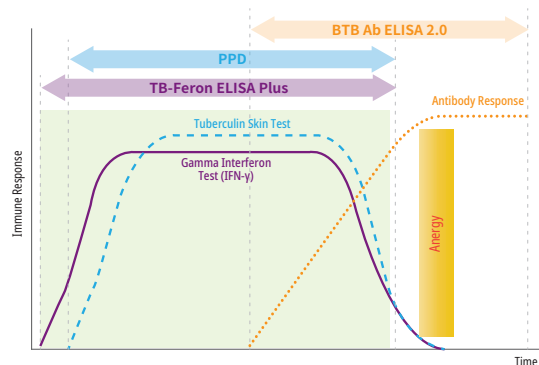 BTB Ab ELISA 2.0
PPD
TB-Feron ELISA Plus
Antibody Response
Tuberculin Skin Test
Gamma Interferon
Test (IFN-γ)
Immune Response
Anergy
Time